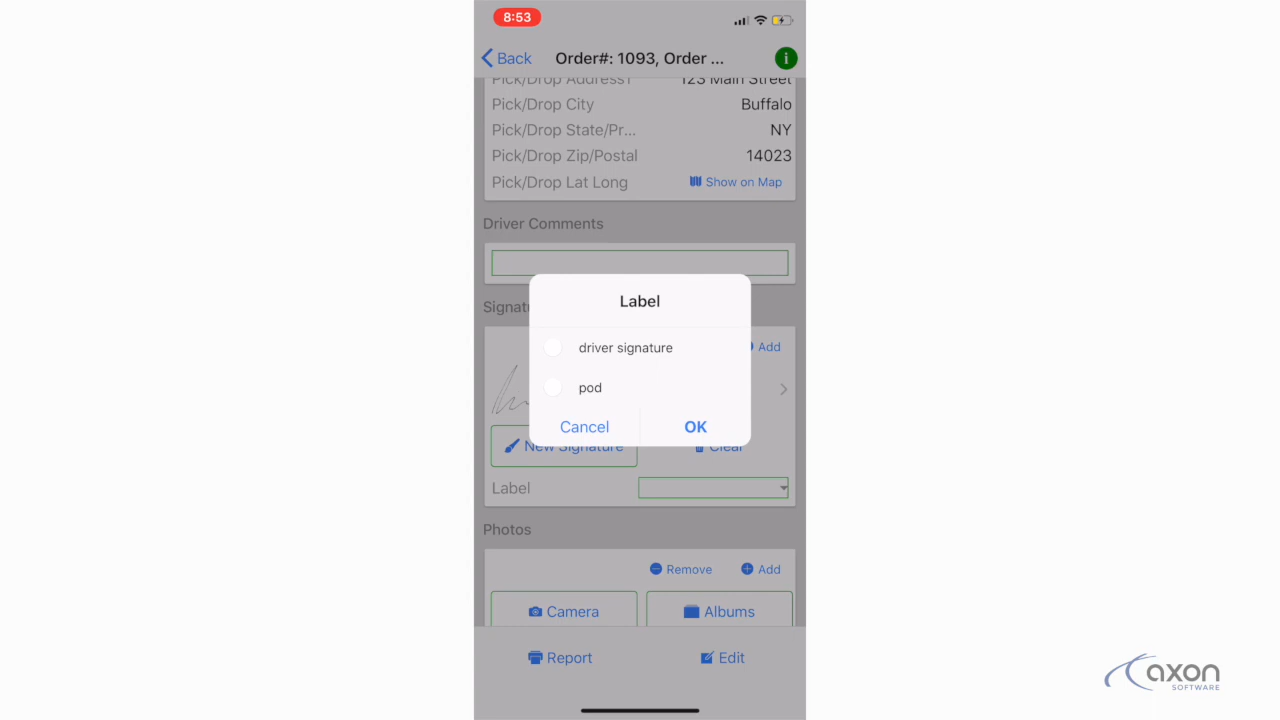 8:53
Back Order#: 1093, Order ... i
Pick/Drop Address1 123 Main Street
Pick/Drop City Buffalo
Pick/Drop State/Pr... NY
Pick/Drop Zip/Postal 14023
Pick/Drop Lat Long Show on Map
Driver Comments
Label
Signatu
driver signature
Add
pod
Cancel OK
New Signature Clear
Label
Photos
Remove Add
Camera Albums
Report Edit
axon
SOFTWARE